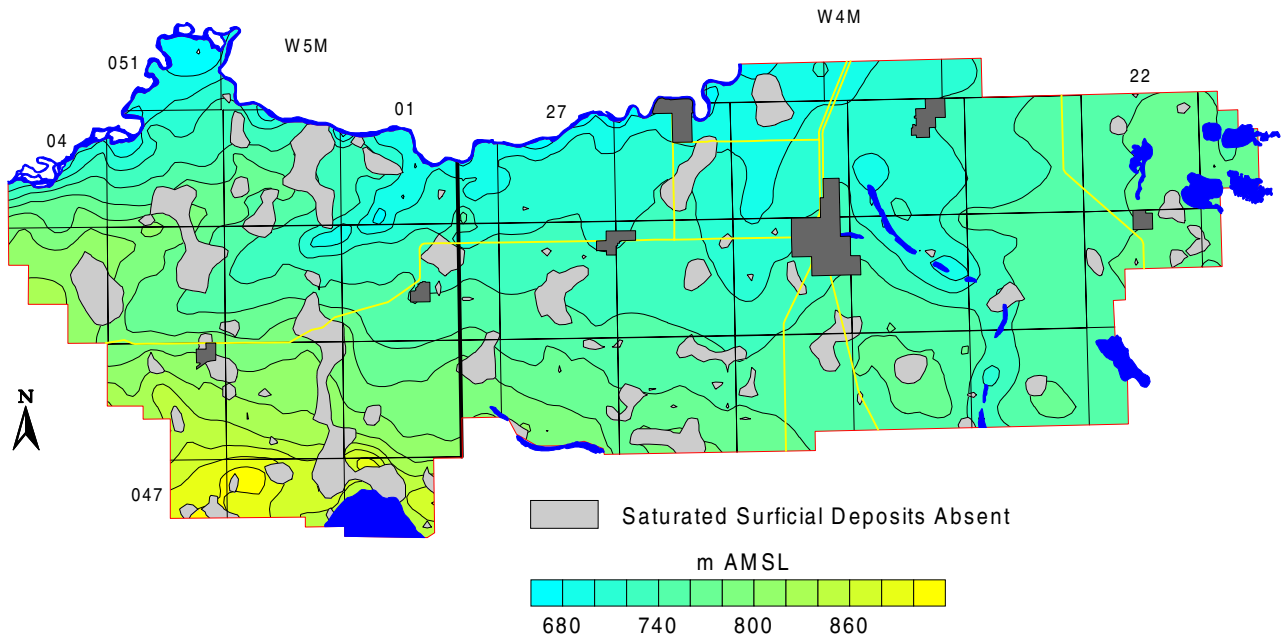 W4M
W5M
051
22
01
27
04
N
047
Saturated Surficial Deposits Absent
m AMSL
680 740 800 860